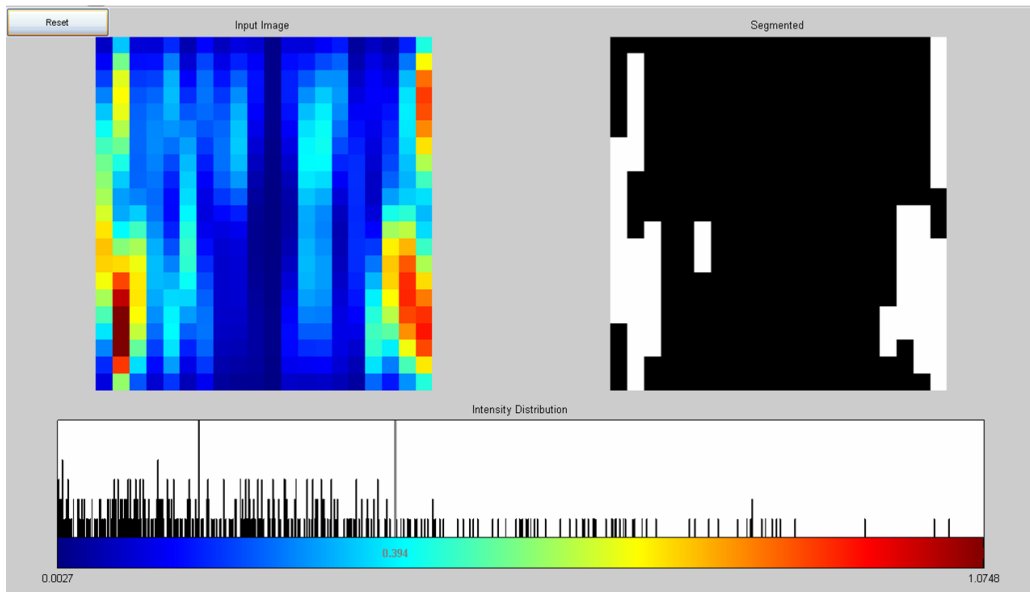 Reset
Input Image
Segmented
Intensity Distribution
0.394
0.0027
1.0748